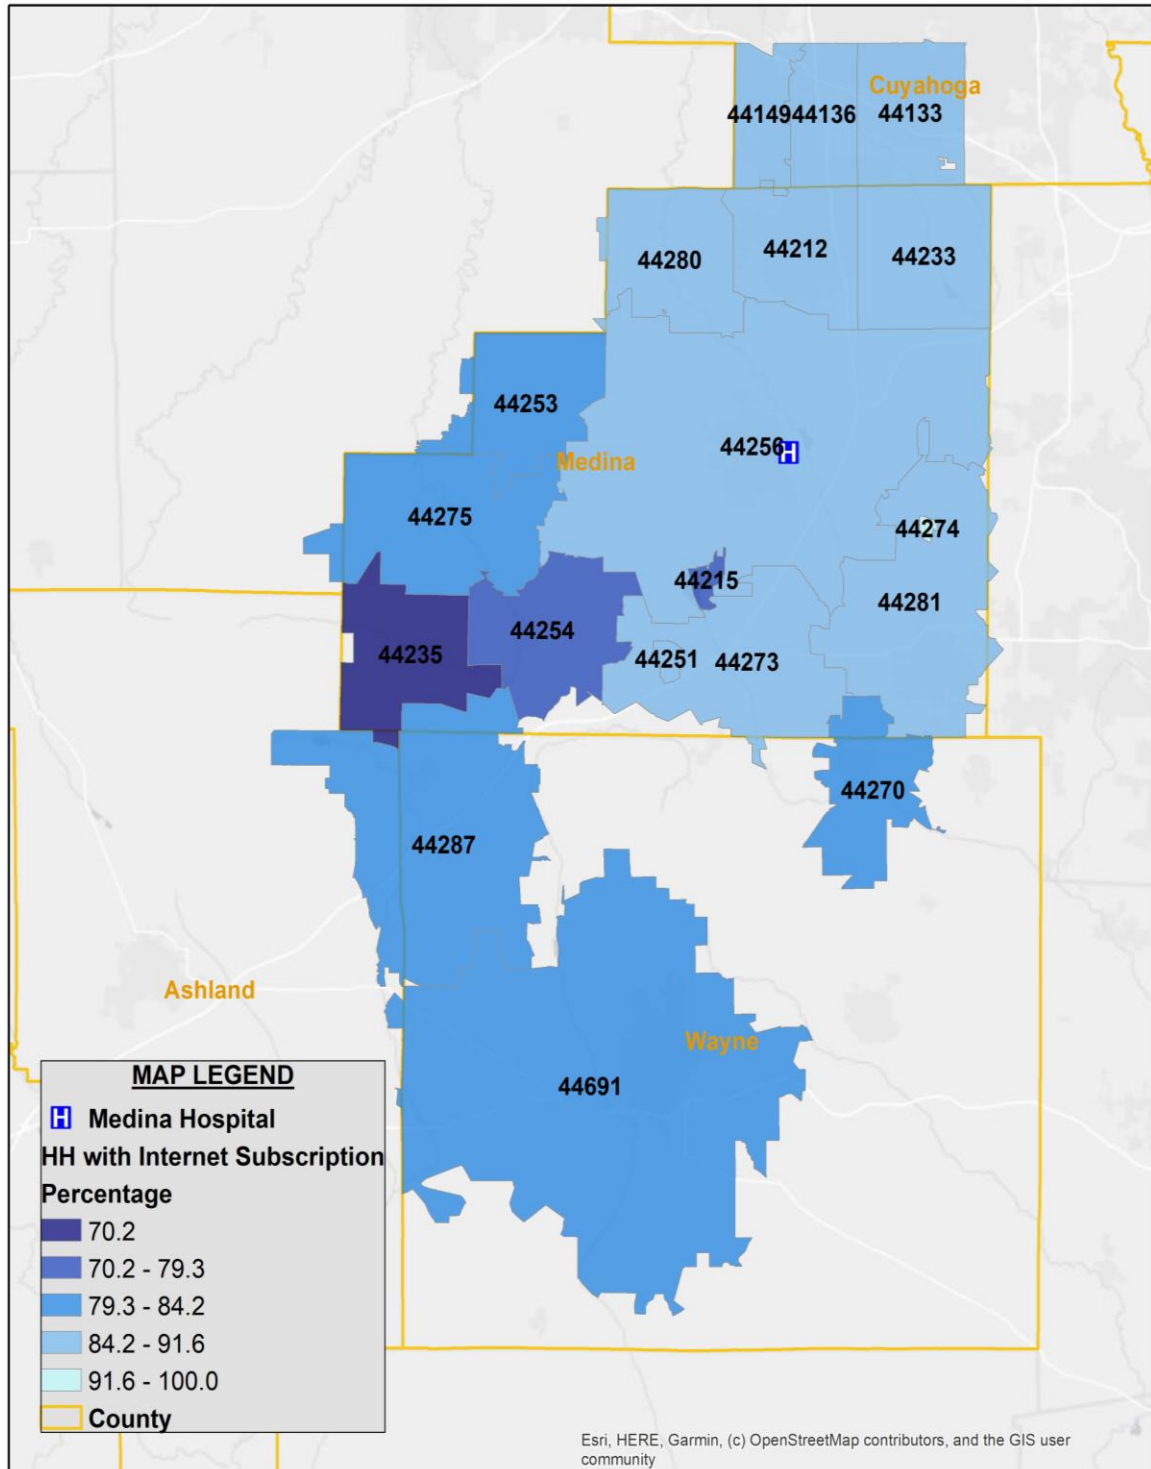 Cuyahoga
44149 44136 44133
44280 44212 44233
44253
44256 H
Medina
44275
44274
44215
44281
44254
44235
44251 44273
44270
44287
Ashland
Wayne
44691
MAP LEGEND
H Medina Hospital
HH with Internet Subscription
Percentage
70.2
70.2 - 79.3
79.3 - 84.2
84.2 - 91.6
91.6 - 100.0
County
Esri, HERE, Garmin, (c) OpenStreetMap contributors, and the GIS user
community